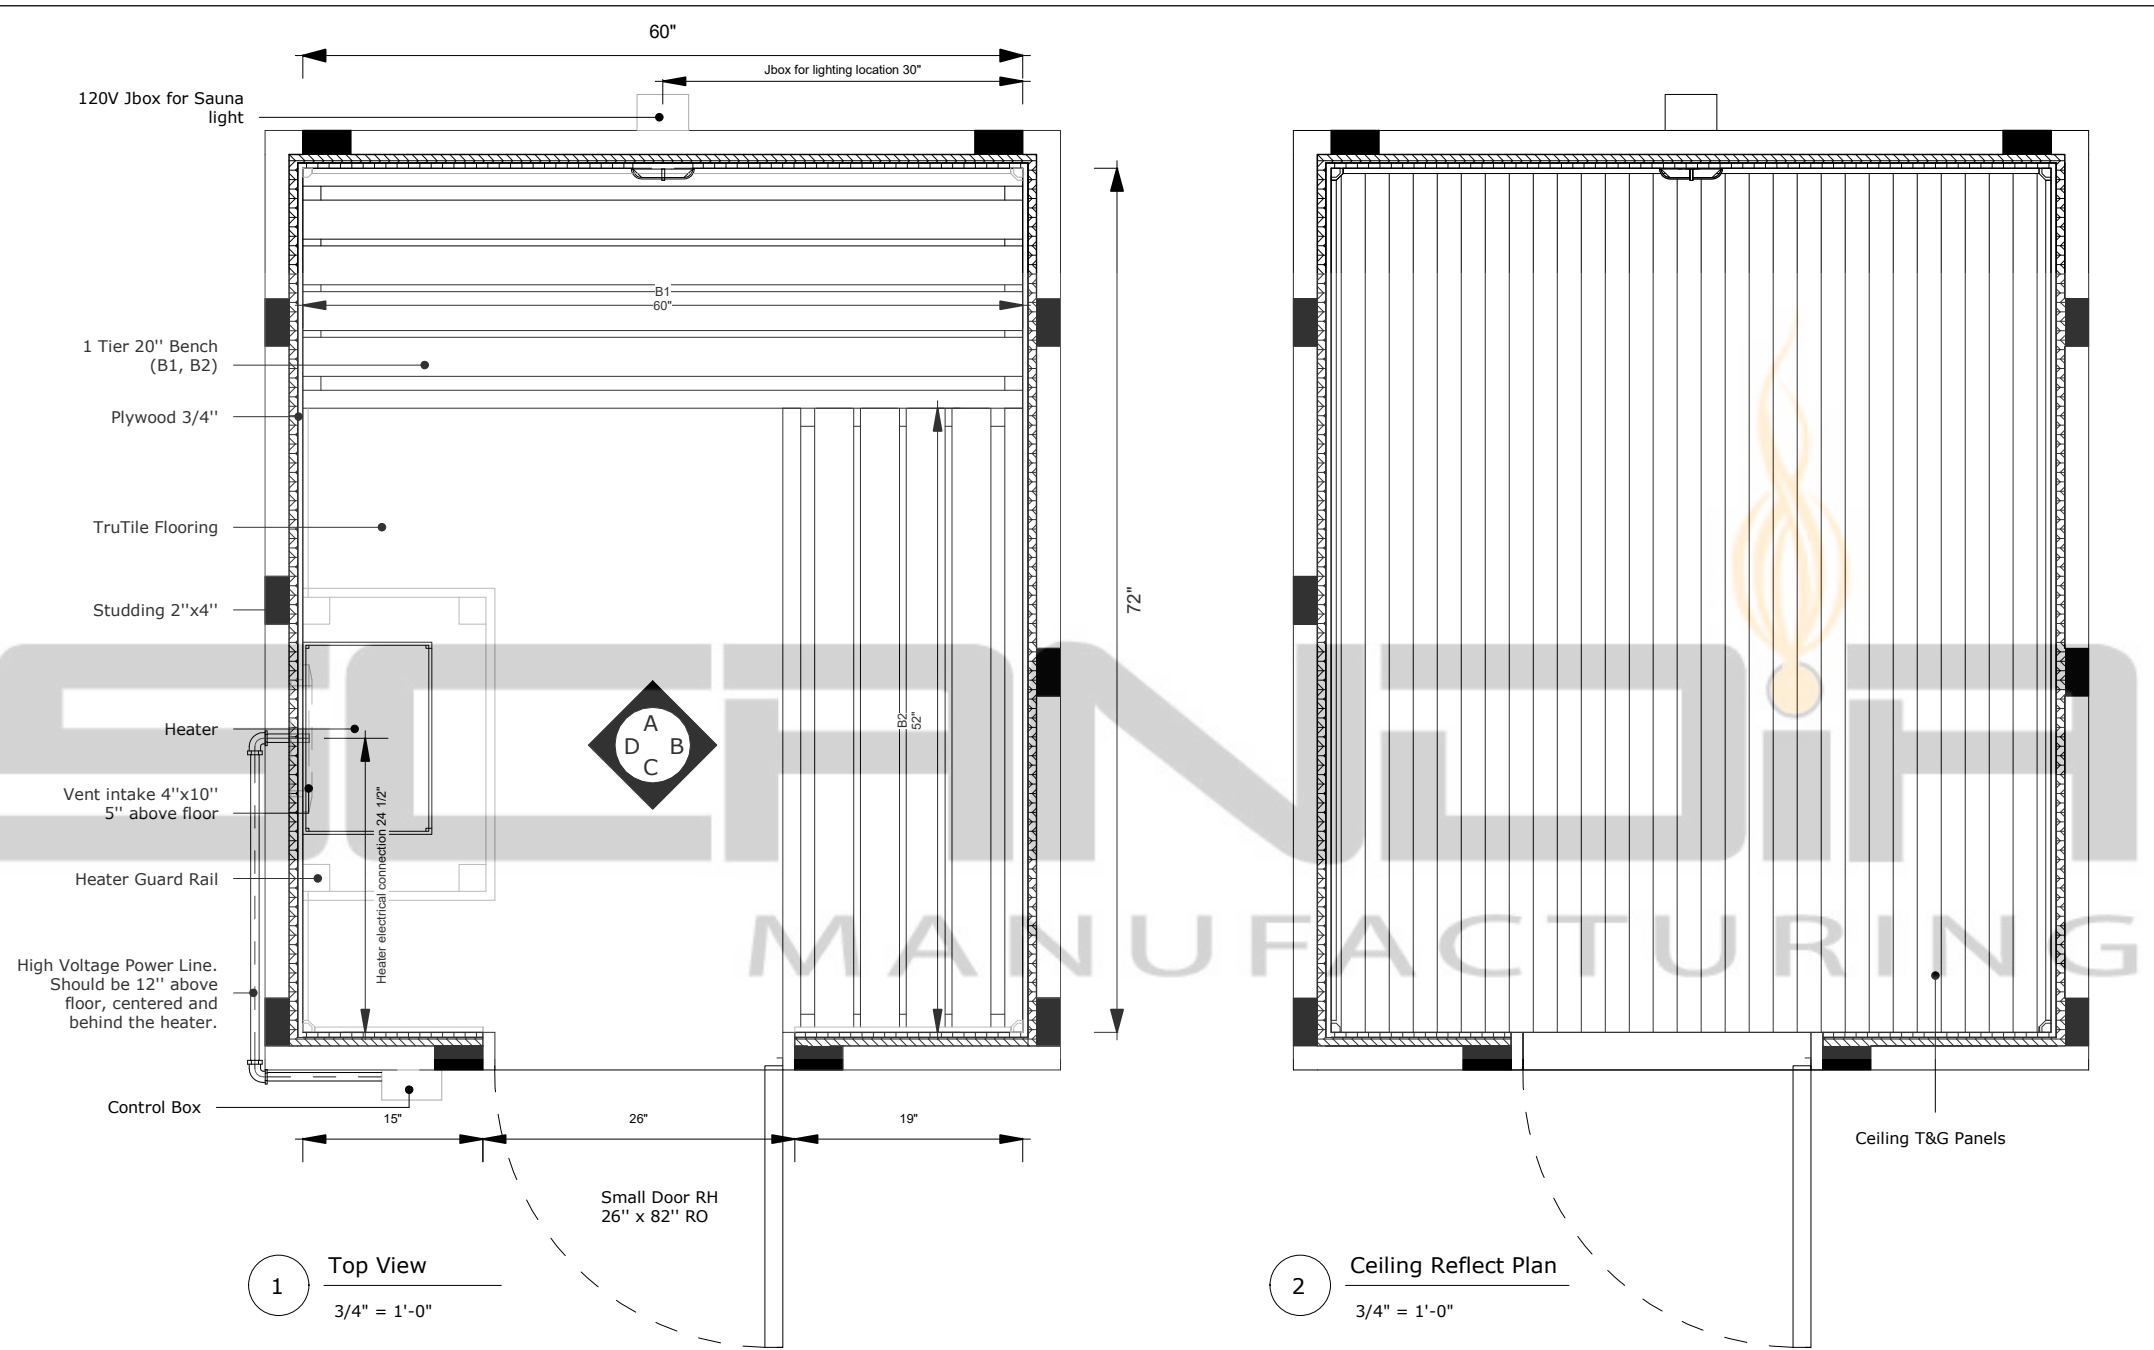 60"
Jbox for lighting location 30"
120V Jbox for Sauna
light
B1
60"
1 Tier 20'' Bench
(B1, B2)
Plywood 3/4''
TruTile Flooring
72"
Studding 2''x4''
SCANDIA
MANUFACTURING
B2
52"
Heater
A
D B
C
Vent intake 4''x10''
5'' above floor
Heater electrical connection 24 1/2"
Heater Guard Rail
High Voltage Power Line.
Should be 12'' above
floor, centered and
behind the heater.
Control Box
15"
26"
19"
Ceiling T&G Panels
Small Door RH
26'' x 82'' RO
1
Top View
3/4" = 1'-0"
2
Ceiling Reflect Plan
3/4" = 1'-0"